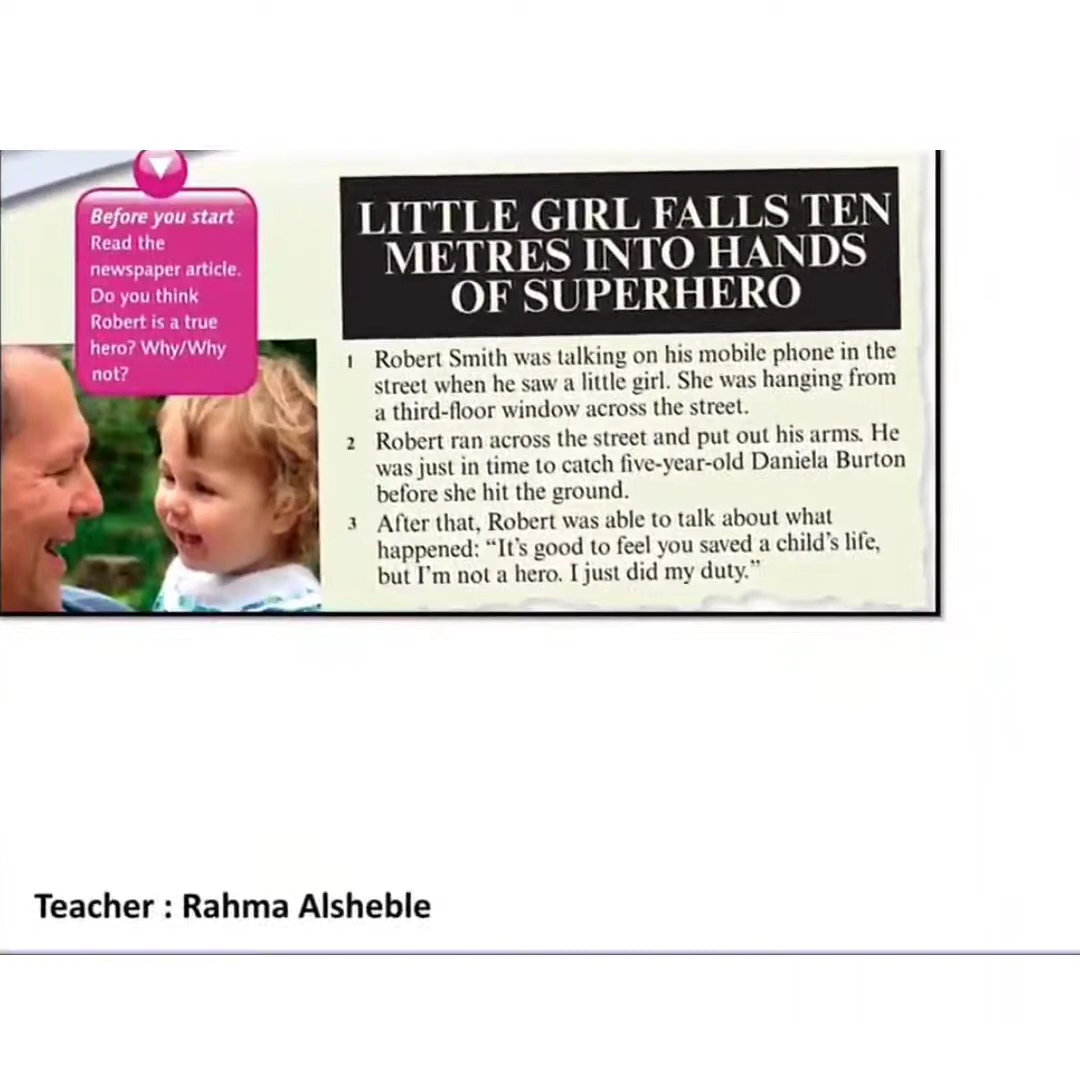 Before you start
Read the
newspaper article.
Do you think
Robert is a true
hero? Why/Why
not?
LITTLE GIRL FALLS TEN
METRES INTO HANDS
OF SUPERHERO
1 Robert Smith was talking on his mobile phone in the
street when he saw a little girl. She was hanging from
a third-floor window across the street.
2 Robert ran across the street and put out his arms. He
was just in time to catch five-year-old Daniela Burton
before she hit the ground.
3 After that, Robert was able to talk about what
happened: “It’s good to feel you saved a child’s life,
but I’m not a hero. I just did my duty.”
Teacher : Rahma Alsheble